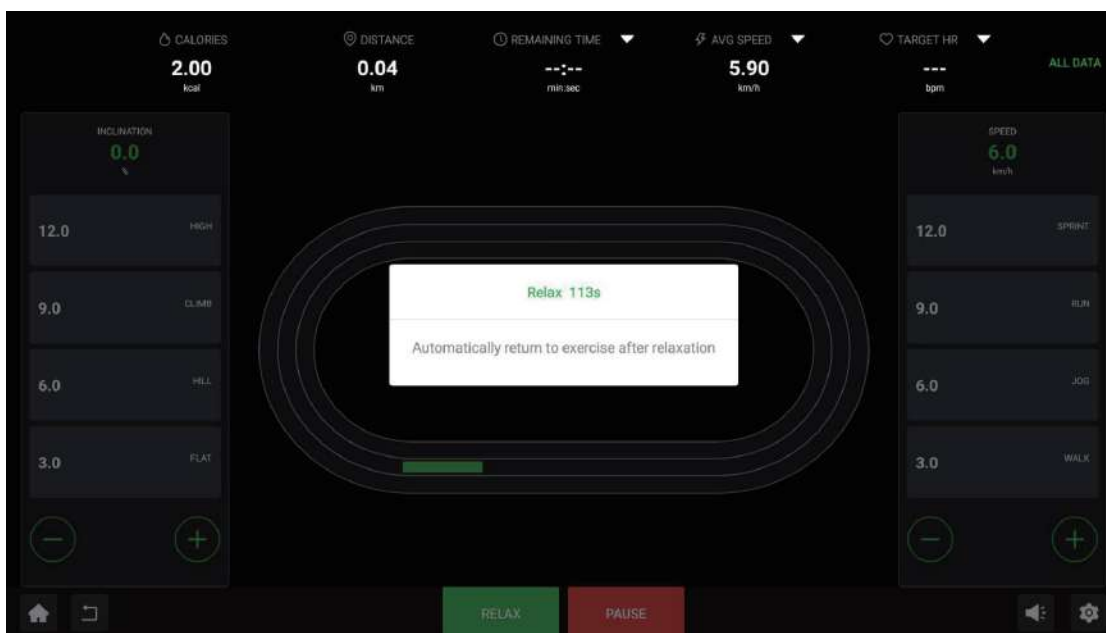 CALORIES
2.00
kcal
DISTANCE
0.04
km
REMAINING TIME
--:--
min:sec
AVG SPEED
5.90
km/h
TARGET HR
---
bpm
ALL DATA
INCLINATION
0.0
%
12.0 HIGH
9.0 CLIMB
6.0 HILL
3.0 FLAT
Relax 113s
Automatically return to exercise after relaxation
SPEED
6.0
km/h
12.0 SPRINT
9.0 RUN
6.0 JOG
3.0 WALK
RELAX
PAUSE